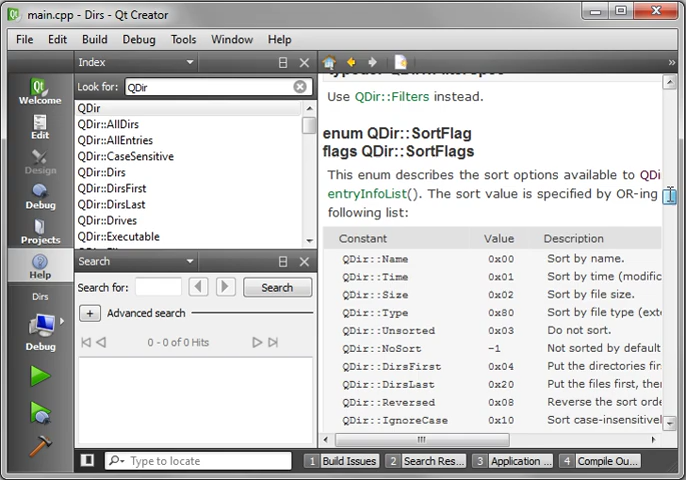 main.cpp - Dirs - Qt Creator
File Edit Build Debug Tools Window Help
Welcome
Edit
Design
Debug
Projects
Help
Dirs
Debug
Index
Look for: QDir
QDir
QDir::AllDirs
QDir::AllEntries
QDir::CaseSensitive
QDir::Dirs
QDir::DirsFirst
QDir::DirsLast
QDir::Drives
QDir::Executable
Search
Search for: Search
Advanced search
0 - 0 of 0 Hits
Use QDir::Filters instead.
enum QDir::SortFlag
flags QDir::SortFlags
This enum describes the sort options available to QDi
entryInfoList(). The sort value is specified by OR-ing
following list:
Constant Value Description
QDir::Name 0x00 Sort by name.
QDir::Time 0x01 Sort by time (modific
QDir::Size 0x02 Sort by file size.
QDir::Type 0x80 Sort by file type (exte
QDir::Unsorted 0x03 Do not sort.
QDir::NoSort -1 Not sorted by default
QDir::DirsFirst 0x04 Put the directories firs
QDir::DirsLast 0x20 Put the files first, then
QDir::Reversed 0x08 Reverse the sort orde
QDir::IgnoreCase 0x10 Sort case-insensitivel
Type to locate 1 Build Issues 2 Search Res... 3 Application ... 4 Compile Ou...